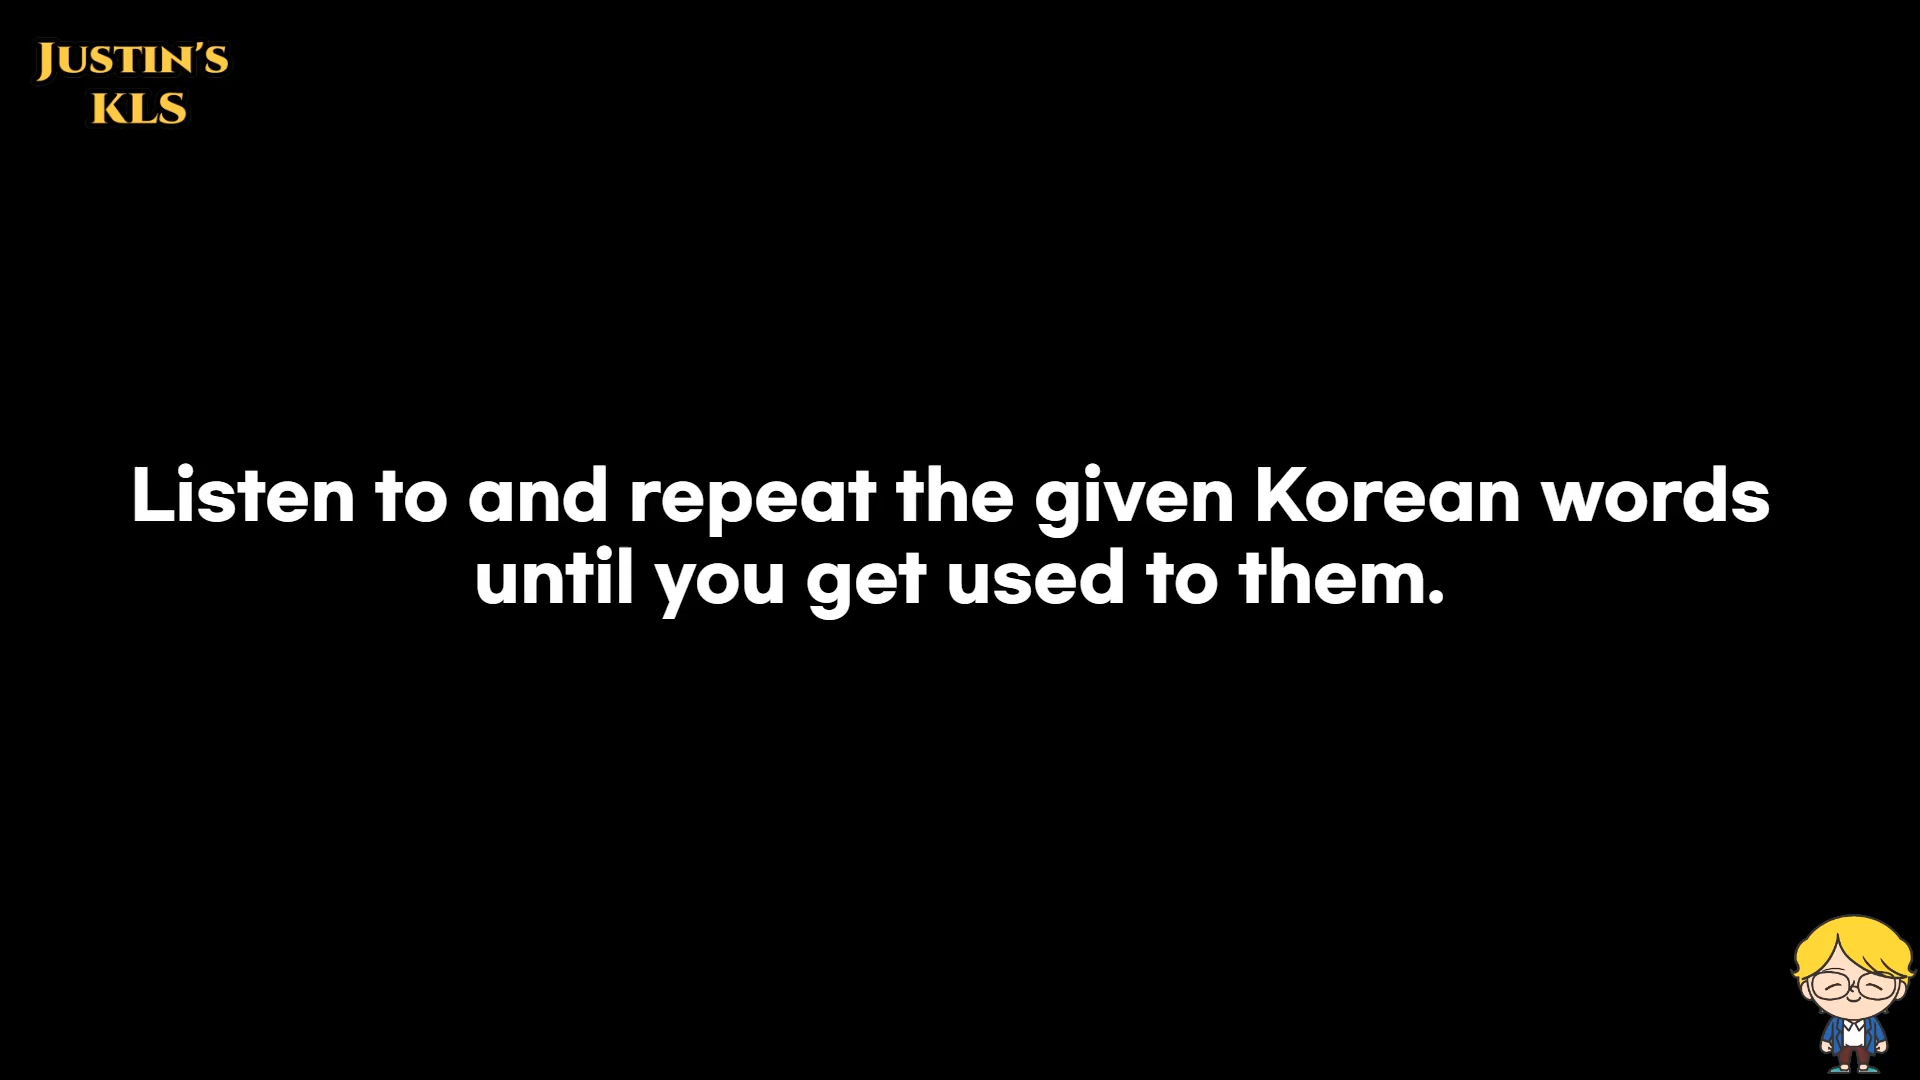 JUSTIN'S
KLS
Listen to and repeat the given Korean words
until you get used to them.